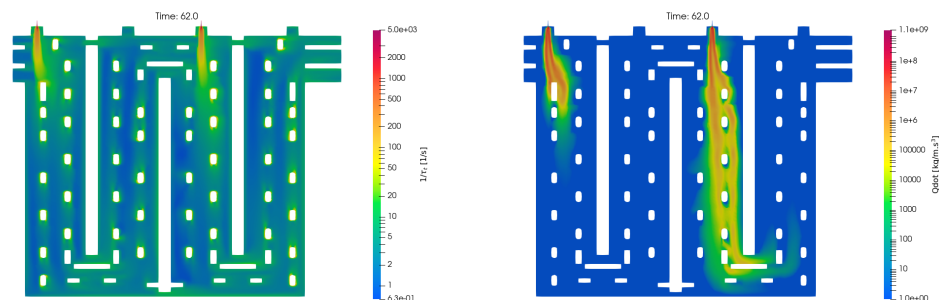 Time: 62.0
5.0e+03
2000
1000
500
200
100
50
20
10
5
2
1
6.3e-01
1/τ_t [1/s]
Time: 62.0
1.1e+09
1e+8
1e+7
1e+6
100000
10000
1000
100
10
1.0e+00
Qdot [kg/m.s³]